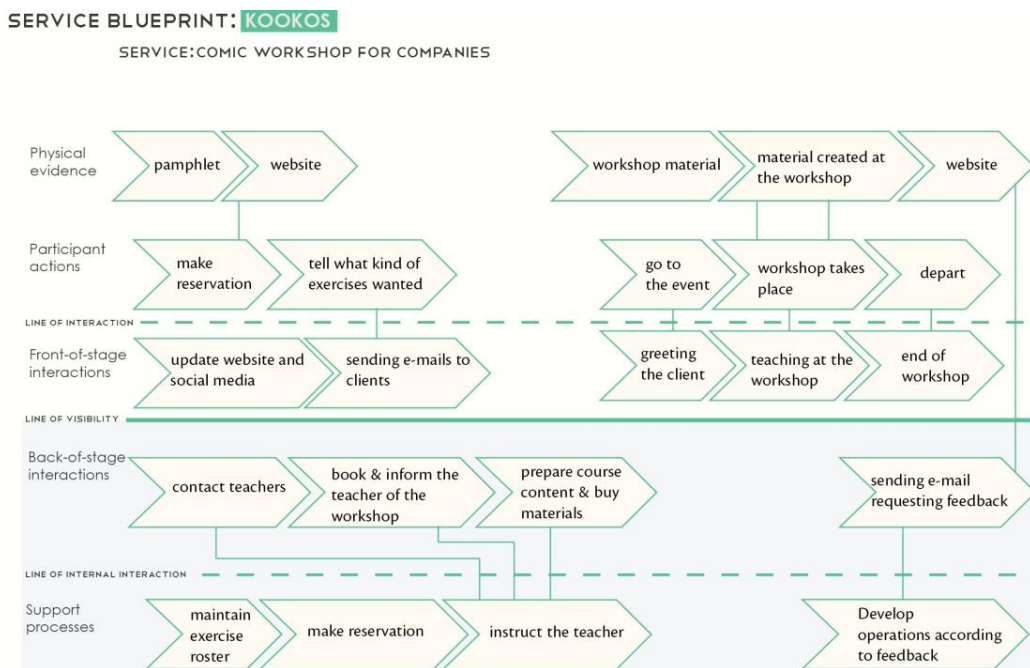 SERVICE BLUEPRINT: KOOKOS
SERVICE:COMIC WORKSHOP FOR COMPANIES
Physical
evidence
pamphlet
website
workshop material
material created at
the workshop
website
Participant
actions
make
reservation
tell what kind of
exercises wanted
go to
the event
workshop takes
place
depart
LINE OF INTERACTION
Front-of-stage
interactions
update website and
social media
sending e-mails to
clients
greeting
the client
teaching at the
workshop
end of
workshop
LINE OF VISIBILITY
Back-of-stage
interactions
contact teachers
book & inform the
teacher of the
workshop
prepare course
content & buy
materials
sending e-mail
requesting feedback
LINE OF INTERNAL INTERACTION
Support
processes
maintain
exercise
roster
make reservation
instruct the teacher
Develop
operations according
to feedback